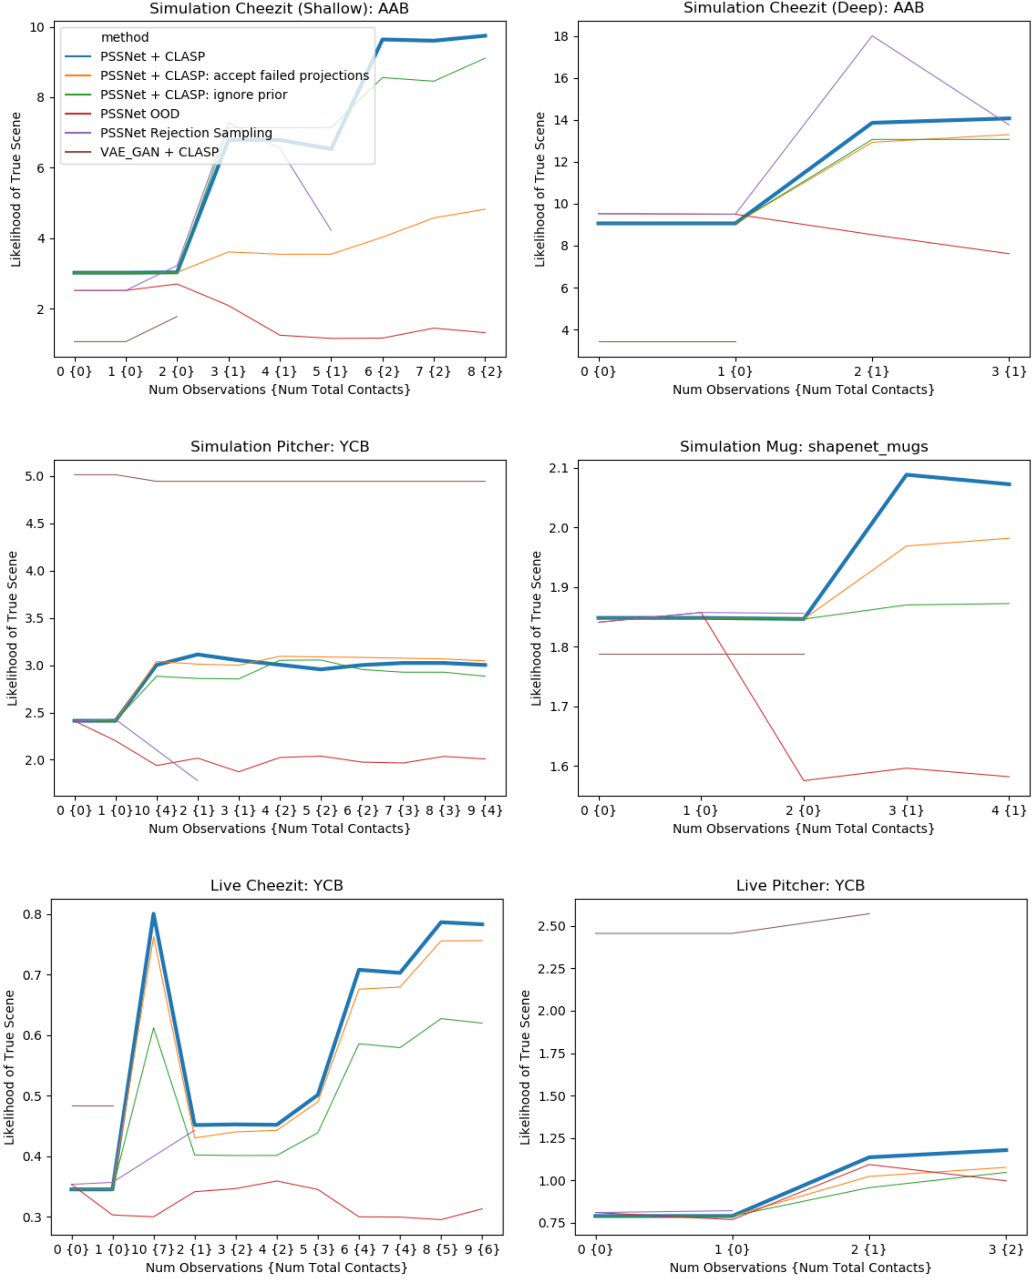 Simulation Cheezit (Shallow): AAB
Likelihood of True Scene
10
8
6
4
2
method
PSSNet + CLASP
PSSNet + CLASP: accept failed projections
PSSNet + CLASP: ignore prior
PSSNet OOD
PSSNet Rejection Sampling
VAE_GAN + CLASP
0 {0} 1 {0} 2 {0} 3 {1} 4 {1} 5 {1} 6 {2} 7 {2} 8 {2}
Num Observations {Num Total Contacts}
Simulation Cheezit (Deep): AAB
Likelihood of True Scene
18
16
14
12
10
8
6
4
0 {0} 1 {0} 2 {1} 3 {1}
Num Observations {Num Total Contacts}
Simulation Pitcher: YCB
Likelihood of True Scene
5.0
4.5
4.0
3.5
3.0
2.5
2.0
0 {0} 1 {0} 10 {4} 2 {1} 3 {1} 4 {2} 5 {2} 6 {2} 7 {3} 8 {3} 9 {4}
Num Observations {Num Total Contacts}
Simulation Mug: shapenet_mugs
Likelihood of True Scene
2.1
2.0
1.9
1.8
1.7
1.6
0 {0} 1 {0} 2 {0} 3 {1} 4 {1}
Num Observations {Num Total Contacts}
Live Cheezit: YCB
Likelihood of True Scene
0.8
0.7
0.6
0.5
0.4
0.3
0 {0} 1 {0} 10 {7} 2 {1} 3 {2} 4 {2} 5 {3} 6 {4} 7 {4} 8 {5} 9 {6}
Num Observations {Num Total Contacts}
Live Pitcher: YCB
Likelihood of True Scene
2.50
2.25
2.00
1.75
1.50
1.25
1.00
0.75
0 {0} 1 {0} 2 {1} 3 {2}
Num Observations {Num Total Contacts}